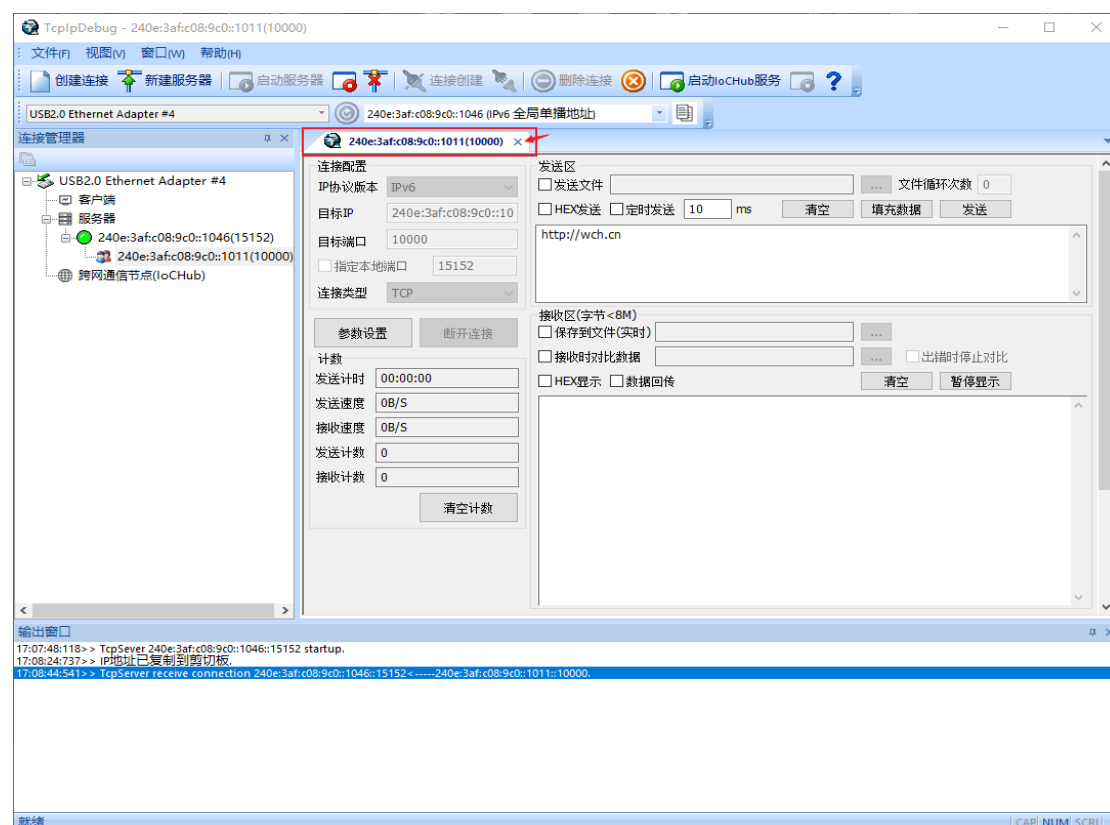 TcpIpDebug - 240e:3af:c08:9c0::1011(10000)
文件(F) 视图(V) 窗口(W) 帮助(H)
创建连接 新建服务器 启动服务器 连接创建 删除连接 启动IoCHub服务
USB2.0 Ethernet Adapter #4 240e:3af:c08:9c0::1046 (IPv6 全局单播地址)
连接管理器
USB2.0 Ethernet Adapter #4
客户端
服务器
240e:3af:c08:9c0::1046(15152)
240e:3af:c08:9c0::1011(10000)
跨网通信节点(IoCHub)
240e:3af:c08:9c0::1011(10000)
连接配置
IP协议版本 IPv6
目标IP 240e:3af:c08:9c0::10
目标端口 10000
指定本地端口 15152
连接类型 TCP
参数设置 断开连接
计数
发送计时 00:00:00
发送速度 0B/S
接收速度 0B/S
发送计数 0
接收计数 0
清空计数
发送区
发送文件 ... 文件循环次数 0
HEX发送 定时发送 10 ms 清空 填充数据 发送
http://wch.cn
接收区(字节<8M)
保存到文件(实时) ...
接收时对比数据 ... 出错时停止对比
HEX显示 数据回传 清空 暂停显示
输出窗口
17:07:48:118>> TcpSever 240e:3af:c08:9c0::1046::15152 startup.
17:08:24:737>> IP地址已复制到剪切板.
17:08:44:541>> TcpServer receive connection 240e:3af:c08:9c0::1046::15152<-----240e:3af:c08:9c0::1011::10000.
就绪 CAP NUM SCRL